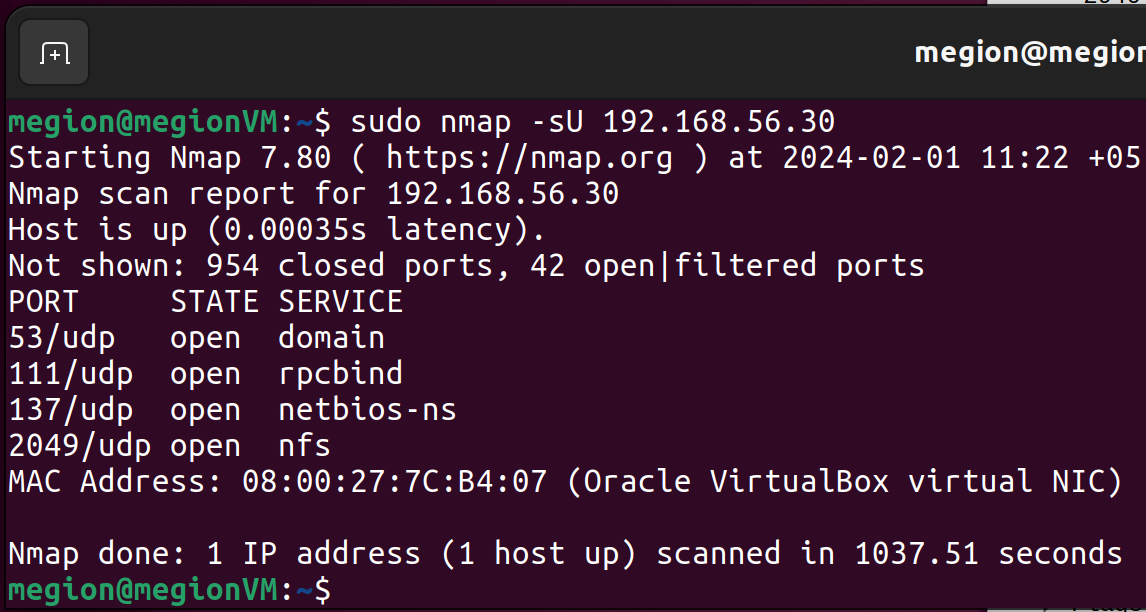 megion@megion
megion@megionVM:~$ sudo nmap -sU 192.168.56.30
Starting Nmap 7.80 ( https://nmap.org ) at 2024-02-01 11:22 +05
Nmap scan report for 192.168.56.30
Host is up (0.00035s latency).
Not shown: 954 closed ports, 42 open|filtered ports
PORT     STATE SERVICE
53/udp   open  domain
111/udp  open  rpcbind
137/udp  open  netbios-ns
2049/udp open  nfs
MAC Address: 08:00:27:7C:B4:07 (Oracle VirtualBox virtual NIC)
Nmap done: 1 IP address (1 host up) scanned in 1037.51 seconds
megion@megionVM:~$